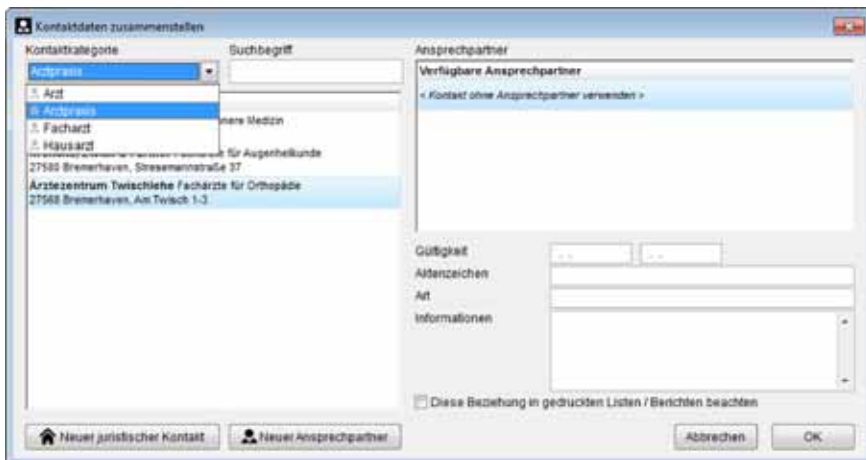 Kontaktdaten zusammenstellen
Kontaktkategorie
Suchbegriff
Arztpraxis
Arzt
Arztpraxis
Facharzt
Hausarzt
nnere Medizin
für Augenheilkunde
27580 Bremerhaven, Stresemannstraße 37
Ärztezentrum Twischlehe Fachärzte für Orthopädie
27568 Bremerhaven, Am Twisch 1-3
Neuer juristischer Kontakt
Neuer Ansprechpartner
Ansprechpartner
Verfügbare Ansprechpartner
< Kontakt ohne Ansprechpartner verwenden >
Gültigkeit
Aktenzeichen
Art
Informationen
Diese Beziehung in gedruckten Listen / Berichten beachten
Abbrechen
OK